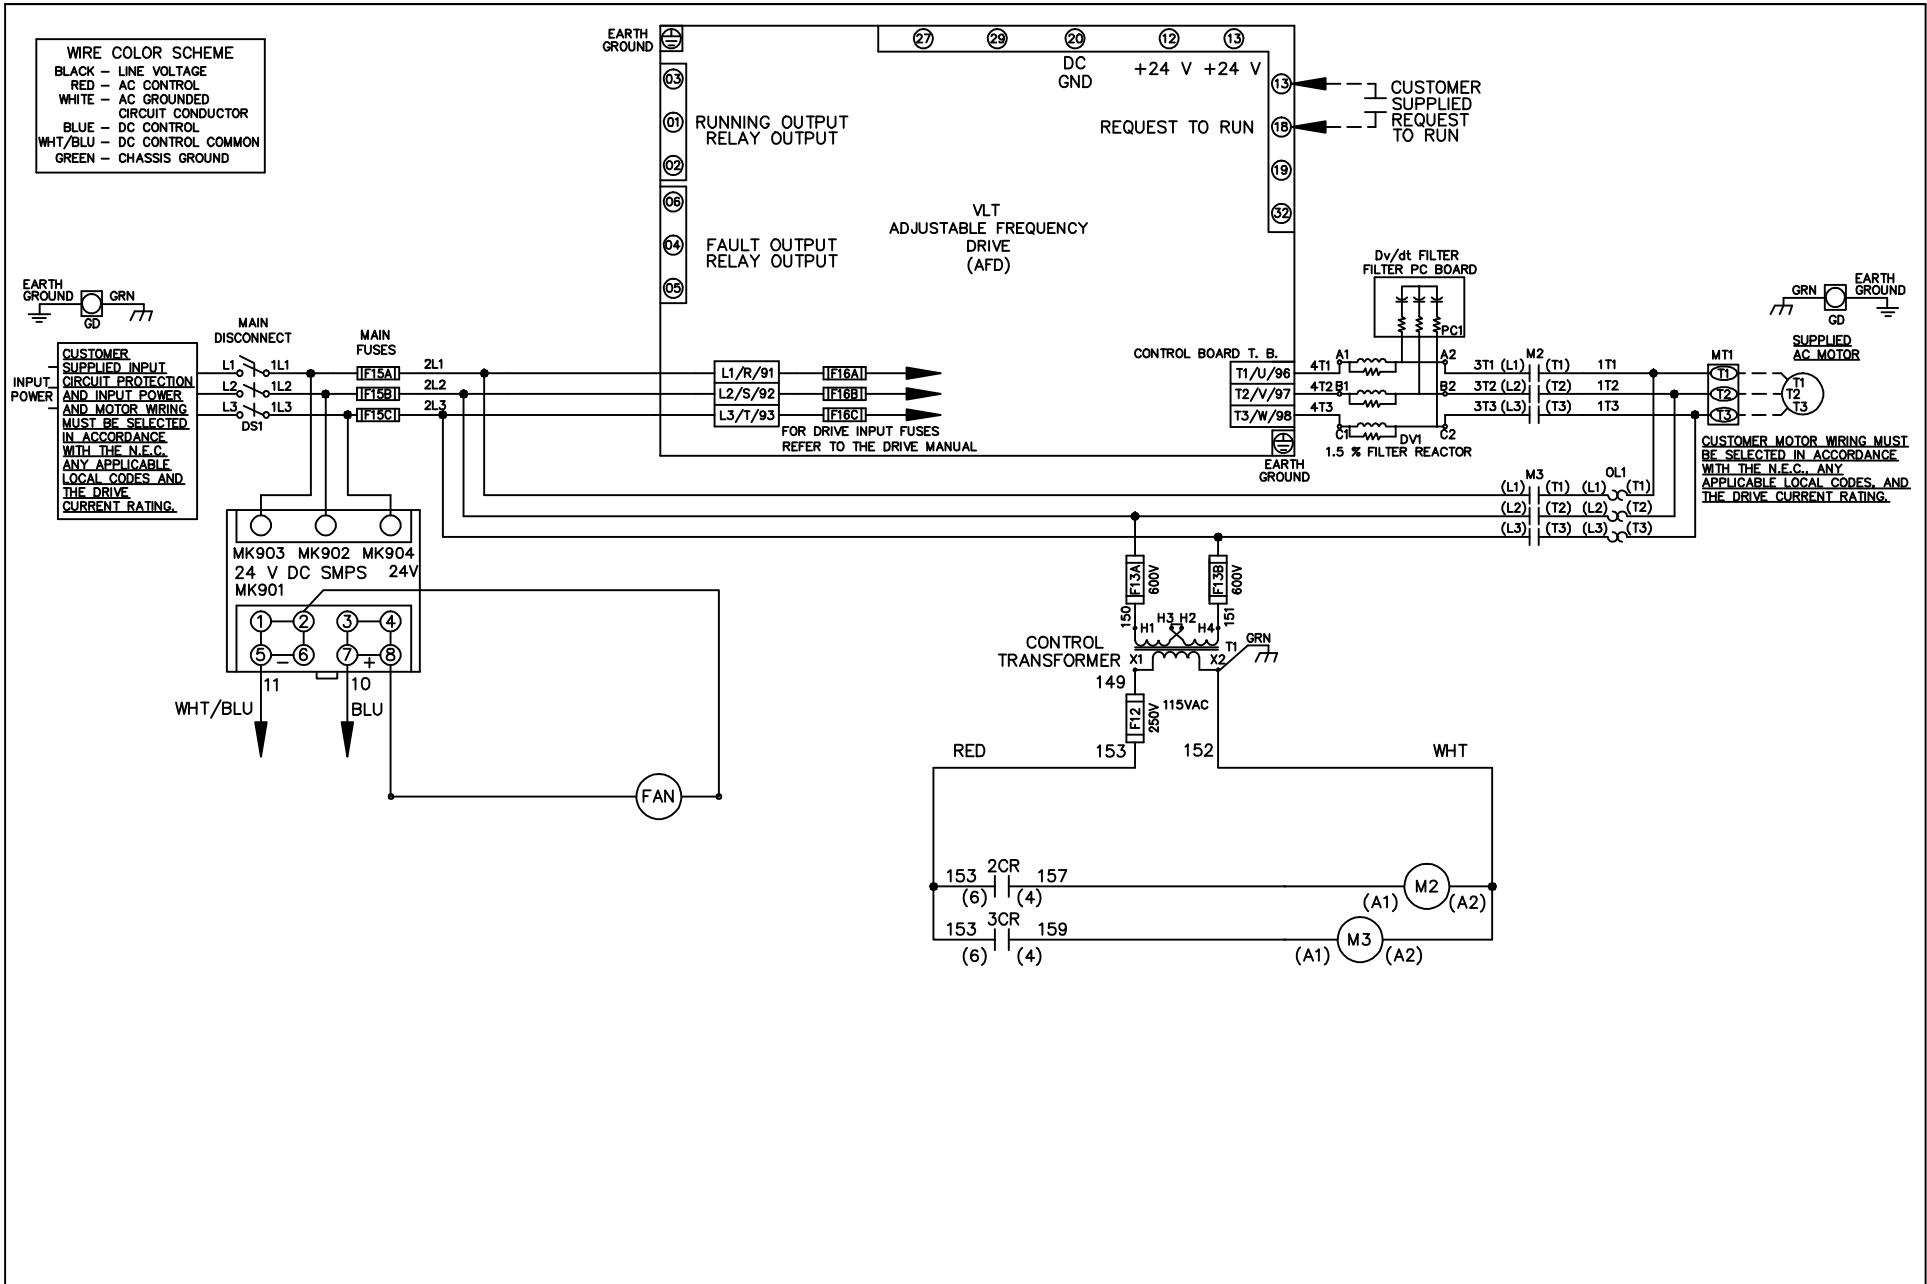 WIRE COLOR SCHEME
BLACK – LINE VOLTAGE
RED – AC CONTROL
WHITE – AC GROUNDED
CIRCUIT CONDUCTOR
BLUE – DC CONTROL
WHT/BLU – DC CONTROL COMMON
GREEN – CHASSIS GROUND
EARTH
GROUND
03
01
02
RUNNING OUTPUT
RELAY OUTPUT
06
04
05
FAULT OUTPUT
RELAY OUTPUT
27
29
20
12
13
DC
GND
+24 V
+24 V
13
18
19
32
REQUEST TO RUN
CUSTOMER
SUPPLIED
REQUEST
TO RUN
VLT
ADJUSTABLE FREQUENCY
DRIVE
(AFD)
EARTH
GROUND
GRN
GD
INPUT
POWER
CUSTOMER
SUPPLIED INPUT
CIRCUIT PROTECTION
AND INPUT POWER
AND MOTOR WIRING
MUST BE SELECTED
IN ACCORDANCE
WITH THE N.E.C.
ANY APPLICABLE
LOCAL CODES AND
THE DRIVE
CURRENT RATING.
MAIN
DISCONNECT
L1
1L1
L2
1L2
L3
1L3
DS1
MAIN
FUSES
F15A
2L1
F15B
2L2
F15C
2L3
L1/R/91
F16A
L2/S/92
F16B
L3/T/93
F16C
FOR DRIVE INPUT FUSES
REFER TO THE DRIVE MANUAL
CONTROL BOARD T. B.
T1/U/96
T2/V/97
T3/W/98
EARTH
GROUND
Dv/dt FILTER
FILTER PC BOARD
PC1
4T1
A1
A2
4T2
B1
B2
4T3
C1
C2
DV1
1.5 % FILTER REACTOR
M2
3T1 (L1) (T1) 1T1
3T2 (L2) (T2) 1T2
3T3 (L3) (T3) 1T3
GRN
GD
EARTH
GROUND
SUPPLIED
AC MOTOR
MT1
T1
T2
T3
T1
T2
T3
CUSTOMER MOTOR WIRING MUST
BE SELECTED IN ACCORDANCE
WITH THE N.E.C., ANY
APPLICABLE LOCAL CODES, AND
THE DRIVE CURRENT RATING.
M3
OL1
(L1) (T1) (L1) (T1)
(L2) (T2) (L2) (T2)
(L3) (T3) (L3) (T3)
MK903 MK902 MK904
24 V DC SMPS 24V
MK901
1 2 3 4
5 – 6 7 + 8
11
10
WHT/BLU
BLU
FAN
F13A
600V
F13B
600V
150
151
H1
H3
H2
H4
CONTROL
TRANSFORMER
X1
X2
T1
GRN
149
F12
250V
115VAC
153
152
RED
WHT
153
2CR
157
(6)
(4)
(A1)
M2
(A2)
153
3CR
159
(6)
(4)
(A1)
M3
(A2)